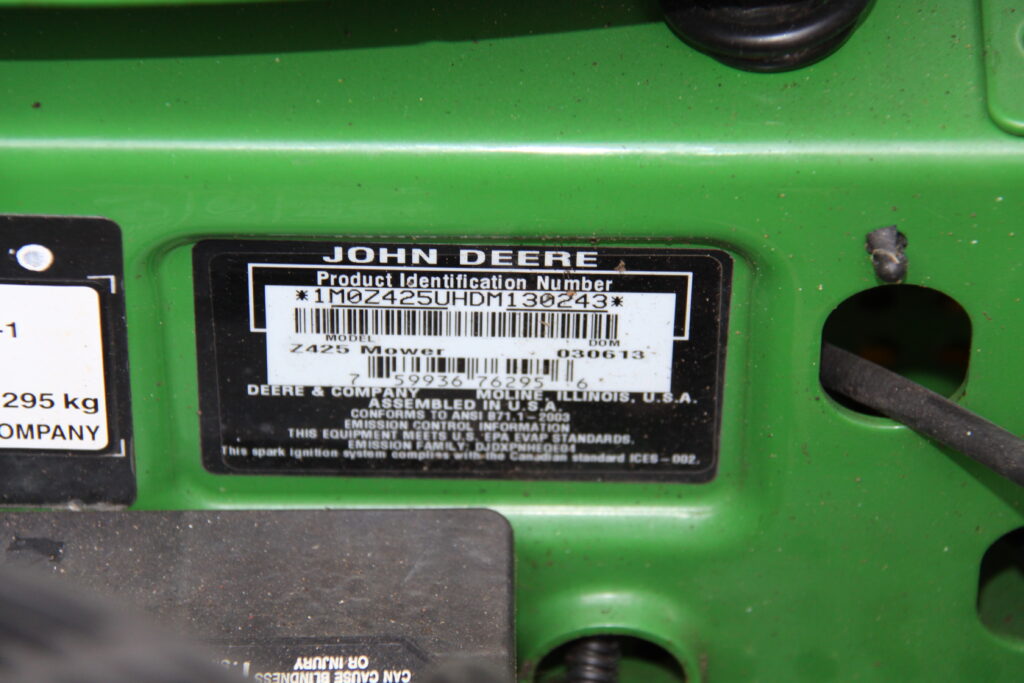 JOHN DEERE
Product Identification Number
*1M0Z425UHDM130243*
MODEL DOM
Z425 Mower 030613
7 59936 76295 6
DEERE & COMPANY MOLINE, ILLINOIS, U.S.A.
ASSEMBLED IN U.S.A.
CONFORMS TO ANSI B71.1-2003
EMISSION CONTROL INFORMATION
THIS EQUIPMENT MEETS U.S. EPA EVAP STANDARDS.
EMISSION FAMILY:
This spark ignition system complies with the Canadian standard ICES-002.
-1
295 kg
OMPANY
CAN CAUSE BLINDNESS
OR INJURY